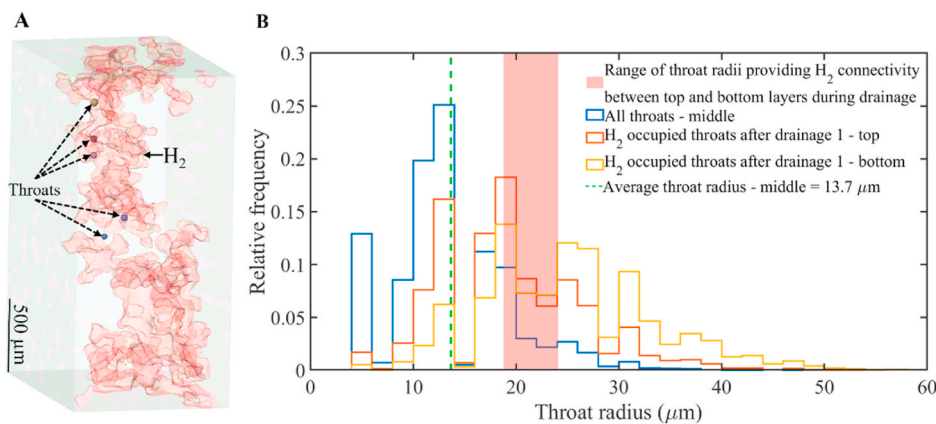 A
B
Throats
H2
500 μm
0.3
0.25
0.2
0.15
0.1
0.05
0
Relative frequency
Range of throat radii providing H2 connectivity
between top and bottom layers during drainage
All throats - middle
H2 occupied throats after drainage 1 - top
H2 occupied throats after drainage 1 - bottom
Average throat radius - middle = 13.7 μm
0 10 20 30 40 50 60
Throat radius (μm)